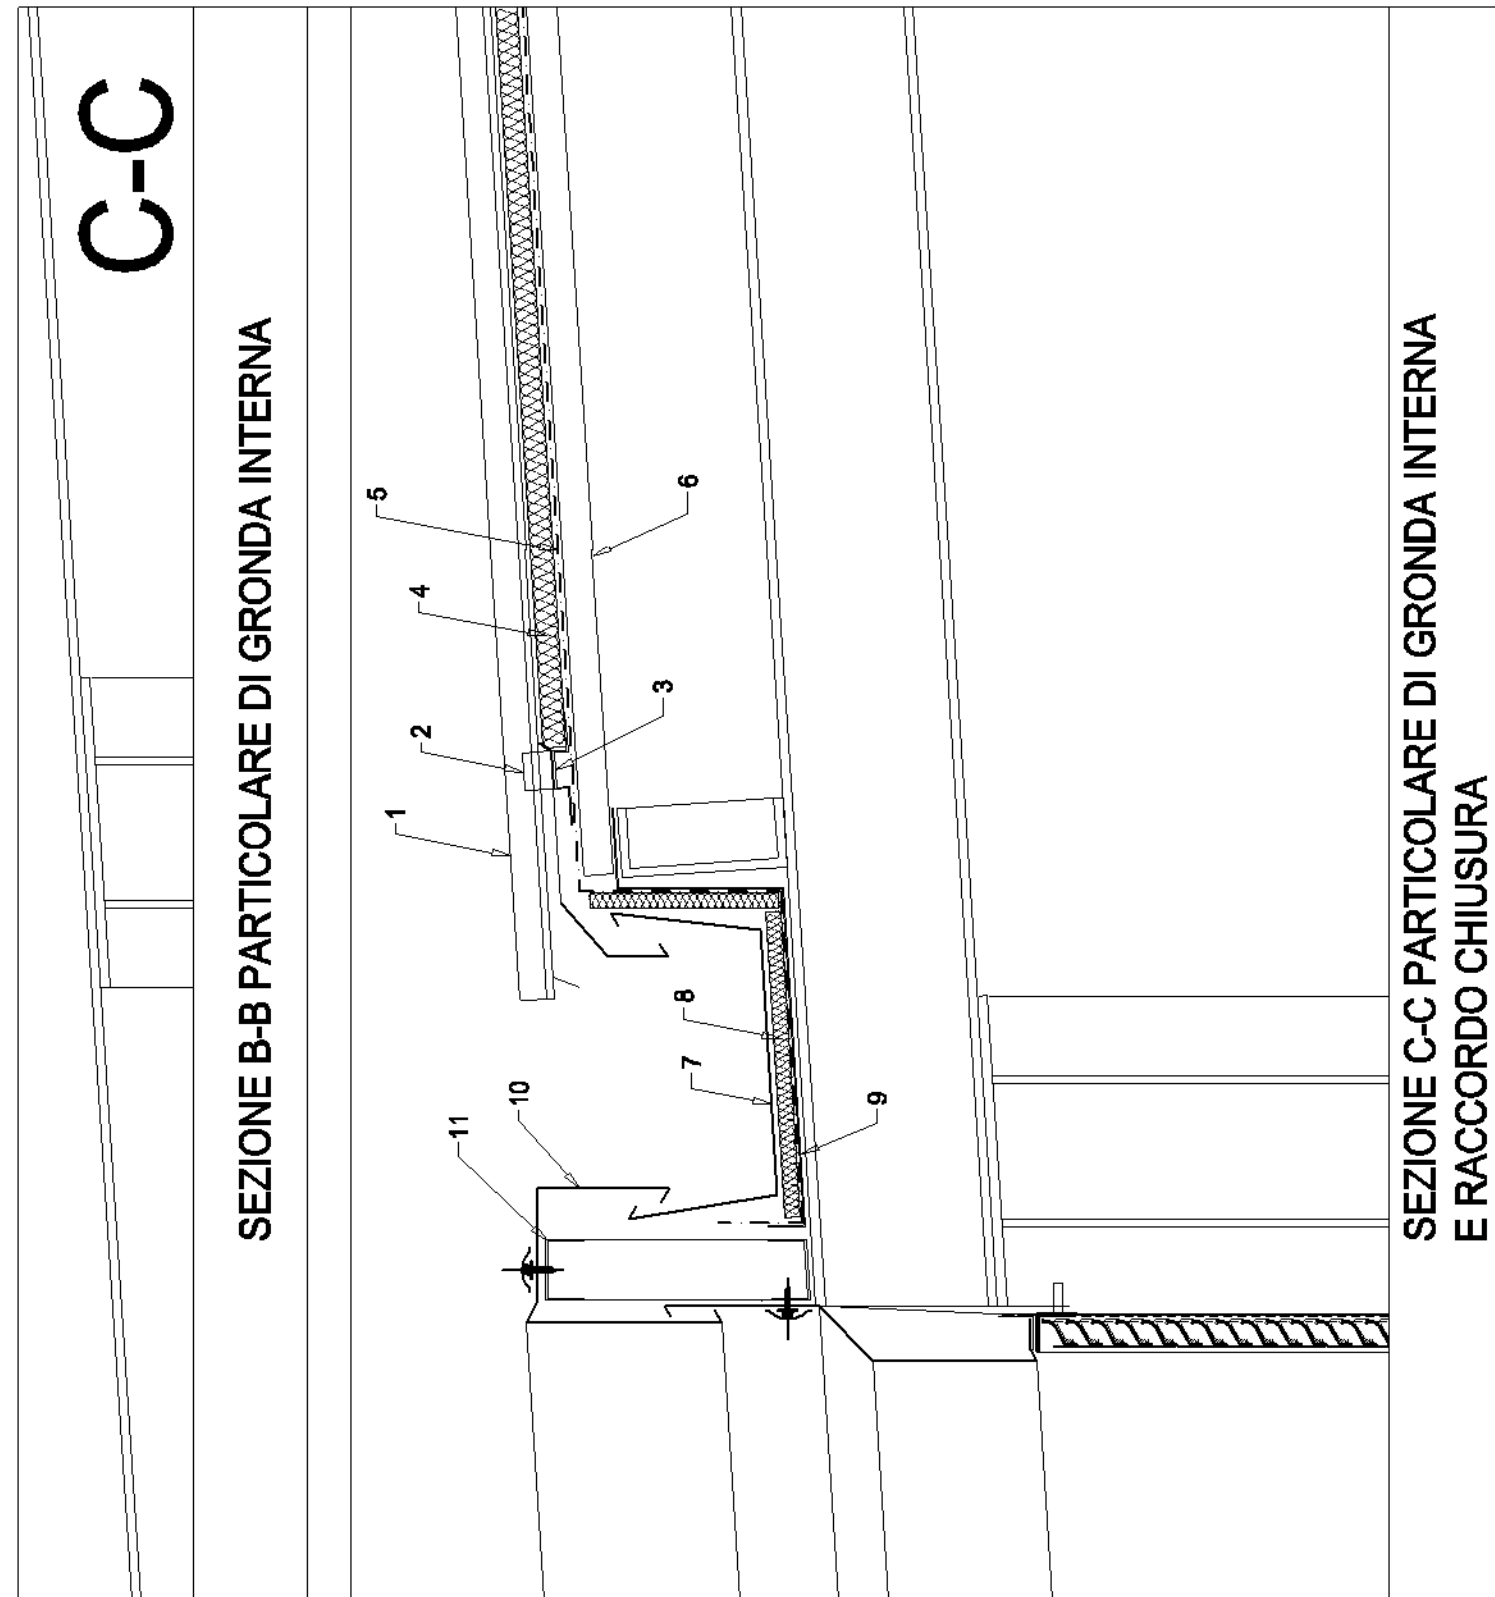 C-C
SEZIONE B-B PARTICOLARE DI GRONDA INTERNA
1
2
3
4
5
6
7
8
9
10
11
SEZIONE C-C PARTICOLARE DI GRONDA INTERNA
E RACCORDO CHIUSURA